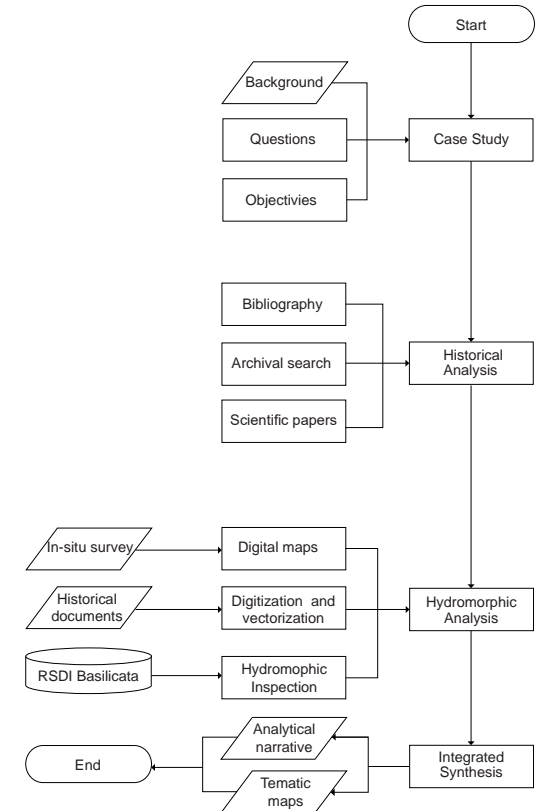 Start
Background
Questions
Case Study
Objectivies
Bibliography
Archival search
Historical
Analysis
Scientific papers
In-situ survey
Digital maps
Historical
documents
Digitization and
vectorization
Hydromorphic
Analysis
RSDI Basilicata
Hydromophic
Inspection
Analytical
narrative
End
Integrated
Synthesis
Tematic
maps